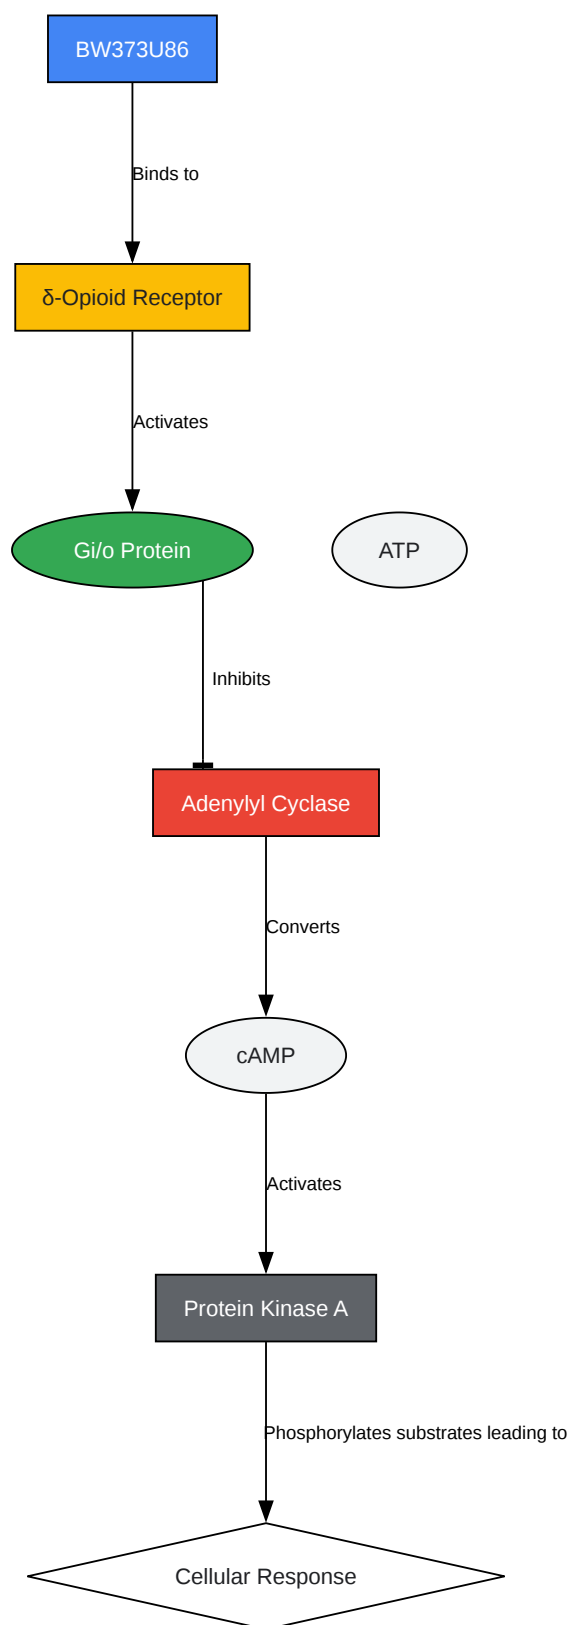 BW373U86
Binds to
δ-Opioid Receptor
Activates
Gi/o Protein
ATP
Inhibits
Adenylyl Cyclase
Converts
cAMP
Activates
Protein Kinase A
Phosphorylates substrates leading to
Cellular Response